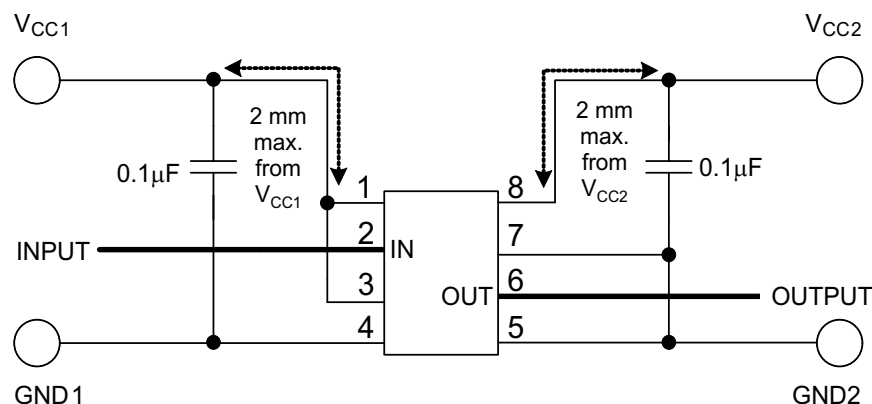 VCC1
VCC2
2 mm
max.
from
VCC1
2 mm
max.
from
VCC2
0.1μF
0.1μF
1
8
2
7
INPUT
IN
3
6
OUT
OUTPUT
4
5
GND1
GND2